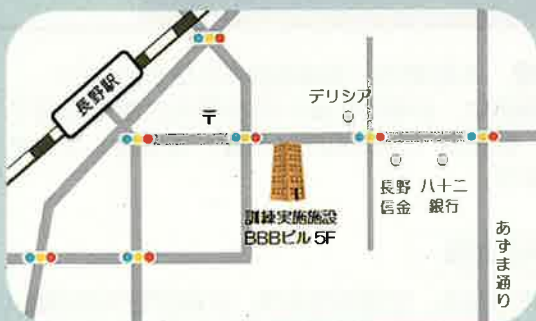 長野駅
〒
デリシア
長野
信金
八十二
銀行
訓練実施施設
BBBビル 5F
あずま通り